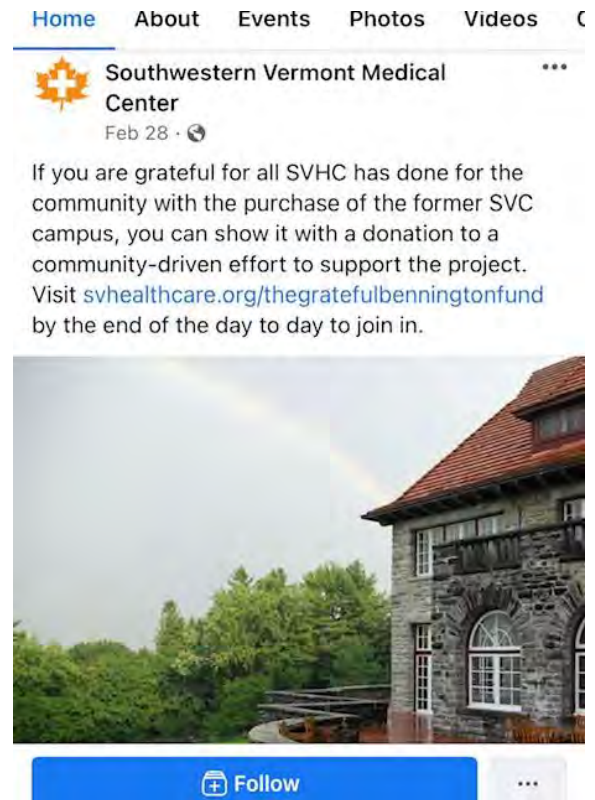 Home About Events Photos Videos
Southwestern Vermont Medical
Center
Feb 28 ·
If you are grateful for all SVHC has done for the
community with the purchase of the former SVC
campus, you can show it with a donation to a
community-driven effort to support the project.
Visit svhealthcare.org/thegratefulbenningtonfund
by the end of the day to day to join in.
Follow